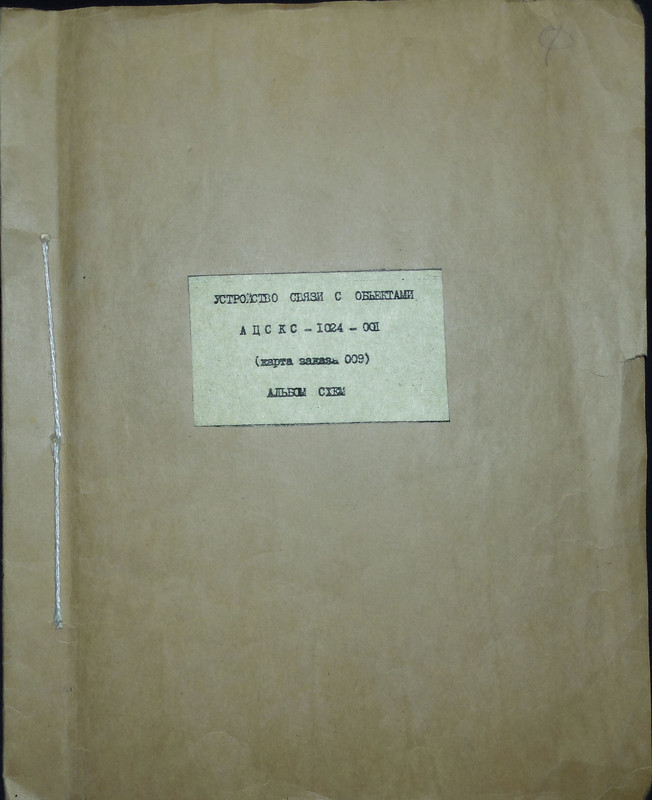 УСТРОЙСТВО СВЯЗИ С ОБЪЕКТАМИ
А Ц С К С - 1024 - 001
(карта заказа 009)
АЛЬБОМ СХЕМ